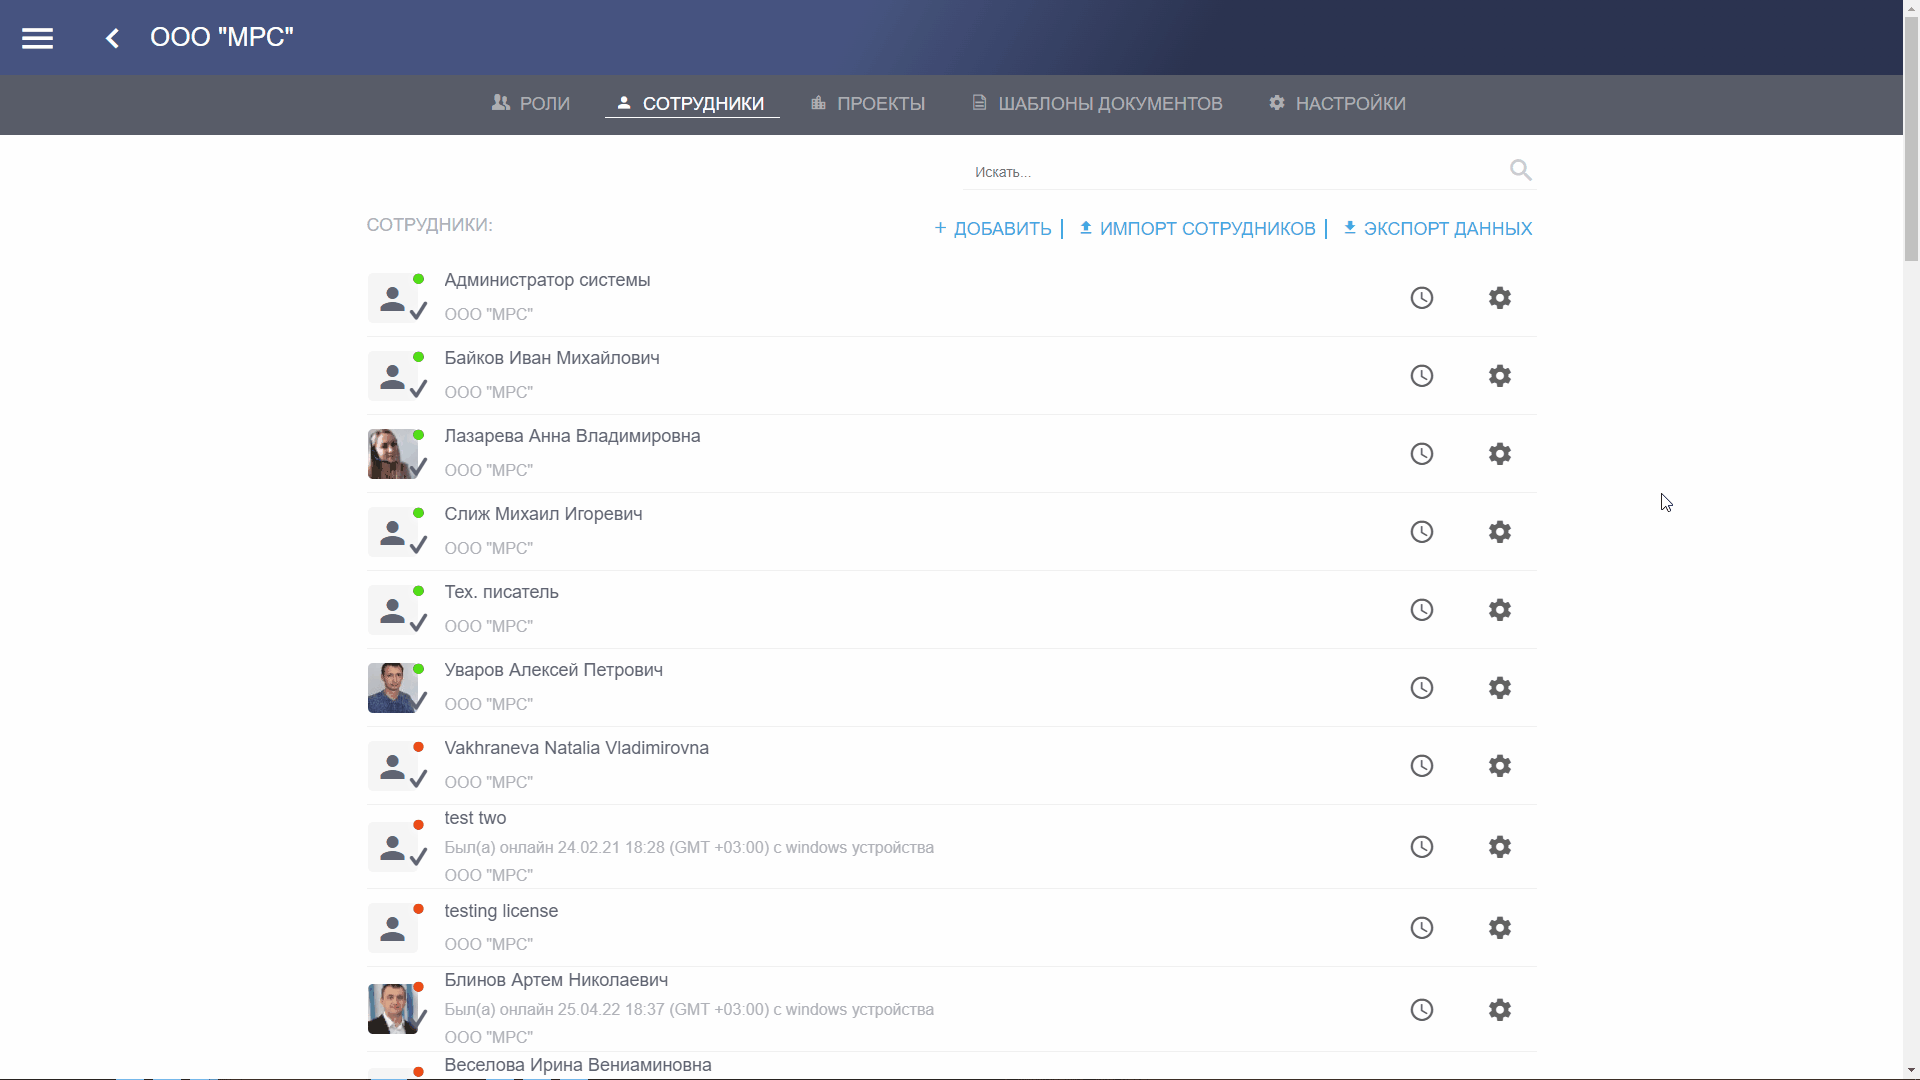 ООО "МРС"
РОЛИ
СОТРУДНИКИ
ПРОЕКТЫ
ШАБЛОНЫ ДОКУМЕНТОВ
НАСТРОЙКИ
Искать...
СОТРУДНИКИ:
+ ДОБАВИТЬ | ИМПОРТ СОТРУДНИКОВ | ЭКСПОРТ ДАННЫХ
Администратор системы
ООО "МРС"
Байков Иван Михайлович
ООО "МРС"
Лазарева Анна Владимировна
ООО "МРС"
Слиж Михаил Игоревич
ООО "МРС"
Тех. писатель
ООО "МРС"
Уваров Алексей Петрович
ООО "МРС"
Vakhraneva Natalia Vladimirovna
ООО "МРС"
test two
Был(а) онлайн 24.02.21 18:28 (GMT +03:00) с windows устройства
ООО "МРС"
testing license
ООО "МРС"
Блинов Артем Николаевич
Был(а) онлайн 25.04.22 18:37 (GMT +03:00) с windows устройства
ООО "МРС"
Веселова Ирина Вениаминовна